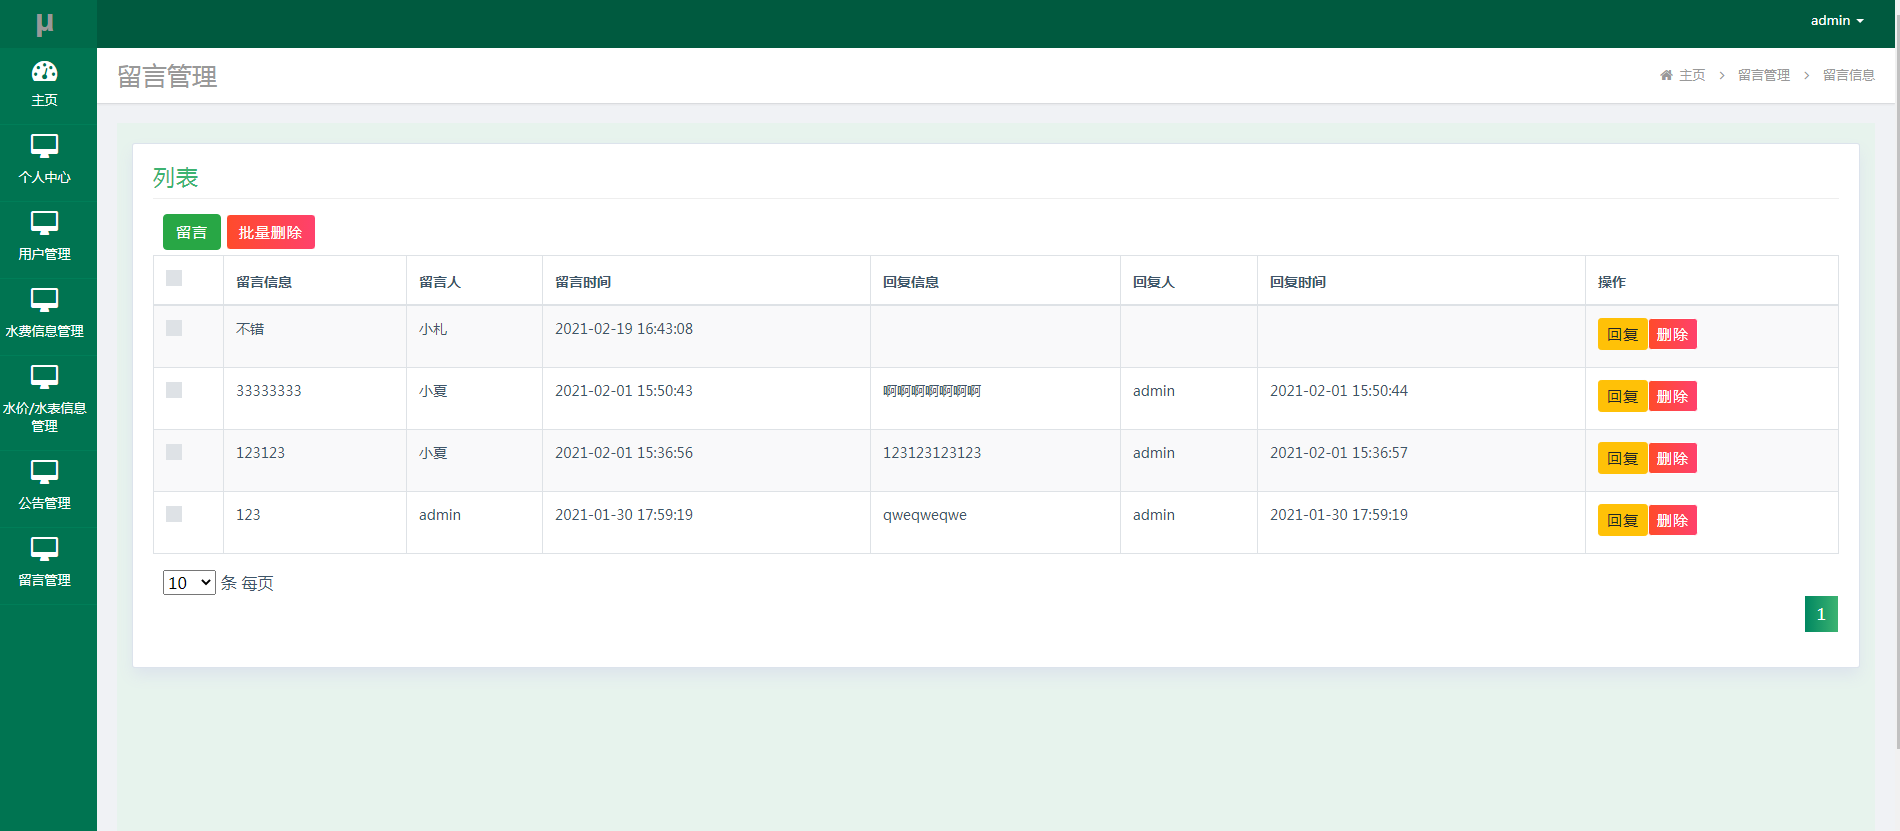 µ
admin
主页
个人中心
用户管理
水费信息管理
水价/水表信息
管理
公告管理
留言管理
留言管理
主页 > 留言管理 > 留言信息
列表
留言 批量删除
留言信息 留言人 留言时间 回复信息 回复人 回复时间 操作
不错 小札 2021-02-19 16:43:08 回复 删除
33333333 小夏 2021-02-01 15:50:43 啊啊啊啊啊啊啊 admin 2021-02-01 15:50:44 回复 删除
123123 小夏 2021-02-01 15:36:56 123123123123 admin 2021-02-01 15:36:57 回复 删除
123 admin 2021-01-30 17:59:19 qweqweqwe admin 2021-01-30 17:59:19 回复 删除
10 条 每页
1